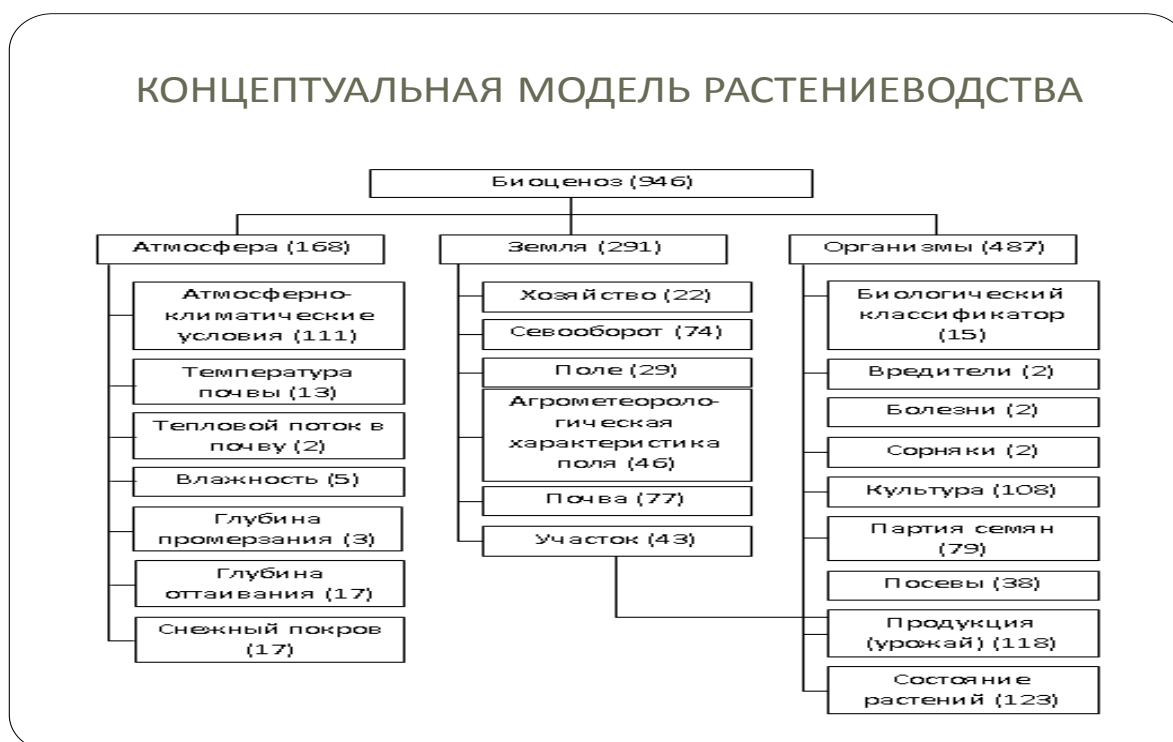 КОНЦЕПТУАЛЬНАЯ МОДЕЛЬ РАСТЕНИЕВОДСТВА
Биоценоз (946)
Атмосфера (168)
Атмосферно-
климатические
условия (111)
Температура
почвы (13)
Тепловой поток в
почву (2)
Влажность (5)
Глубина
промерзания (3)
Глубина
оттаивания (17)
Снежный покров
(17)
Земля (291)
Хозяйство (22)
Севооборот (74)
Поле (29)
Агрометеороло-
гическая
характеристика
поля (46)
Почва (77)
Участок (43)
Организмы (487)
Биологический
классификатор
(15)
Вредители (2)
Болезни (2)
Сорняки (2)
Культура (108)
Партия семян
(79)
Посевы (38)
Продукция
(урожай) (118)
Состояние
растений (123)